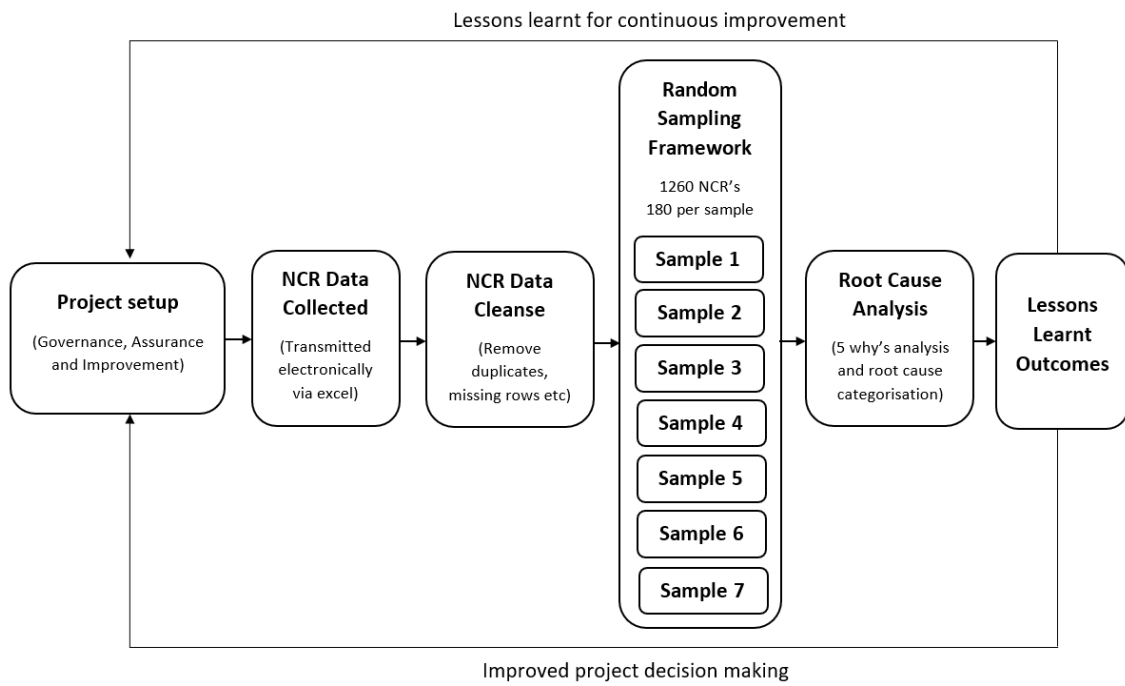 Lessons learnt for continuous improvement
Project setup
(Governance, Assurance
and Improvement)
NCR Data
Collected
(Transmitted
electronically
via excel)
NCR Data
Cleanse
(Remove
duplicates,
missing rows etc)
Random
Sampling
Framework
1260 NCR’s
180 per sample
Sample 1
Sample 2
Sample 3
Sample 4
Sample 5
Sample 6
Sample 7
Root Cause
Analysis
(5 why’s analysis
and root cause
categorisation)
Lessons
Learnt
Outcomes
Improved project decision making